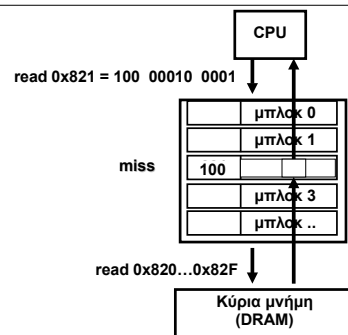 CPU
read 0x821 = 100 00010 0001
μπλοκ 0
μπλοκ 1
miss
100
μπλοκ 3
μπλοκ ..
read 0x820...0x82F
Κύρια μνήμη
(DRAM)